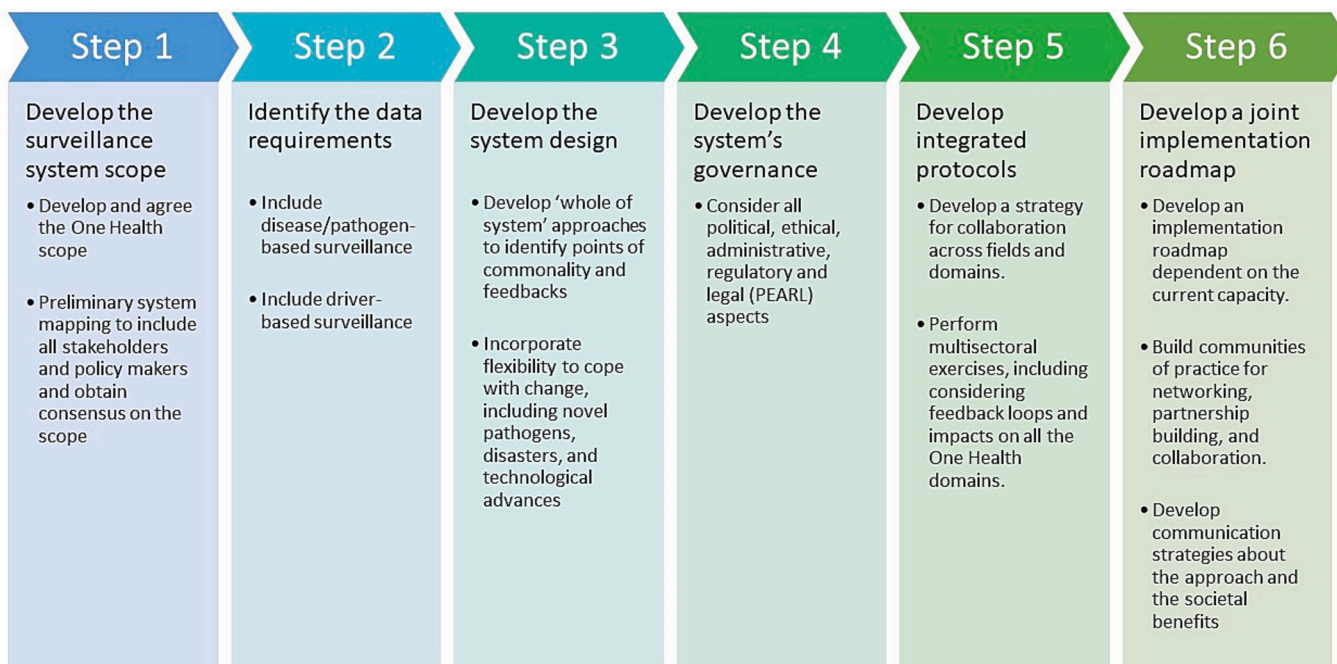 Step 1
Develop the
surveillance
system scope
• Develop and agree
the One Health
scope
• Preliminary system
mapping to include
all stakeholders
and policy makers
and obtain
consensus on the
scope
Step 2
Identify the data
requirements
• Include
disease/pathogen-
based surveillance
• Include driver-
based surveillance
Step 3
Develop the
system design
• Develop ‘whole of
system’ approaches
to identify points of
commonality and
feedbacks
• Incorporate
flexibility to cope
with change,
including novel
pathogens,
disasters, and
technological
advances
Step 4
Develop the
system’s
governance
• Consider all
political, ethical,
administrative,
regulatory and
legal (PEARL)
aspects
Step 5
Develop
integrated
protocols
• Develop a strategy
for collaboration
across fields and
domains.
• Perform
multisectoral
exercises, including
considering
feedback loops and
impacts on all the
One Health
domains.
Step 6
Develop a joint
implementation
roadmap
• Develop an
implementation
roadmap
dependent on the
current capacity.
• Build communities
of practice for
networking,
partnership
building, and
collaboration.
• Develop
communication
strategies about
the approach and
the societal
benefits